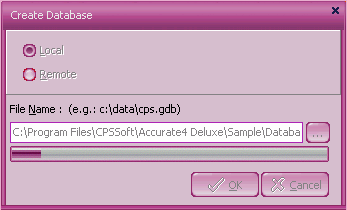 Create Database
Local
Remote
File Name : (e.g.: c:\data\cps.gdb)
C:\Program Files\CPSSoft\Accurate4 Deluxe\Sample\Databa
...
OK
Cancel